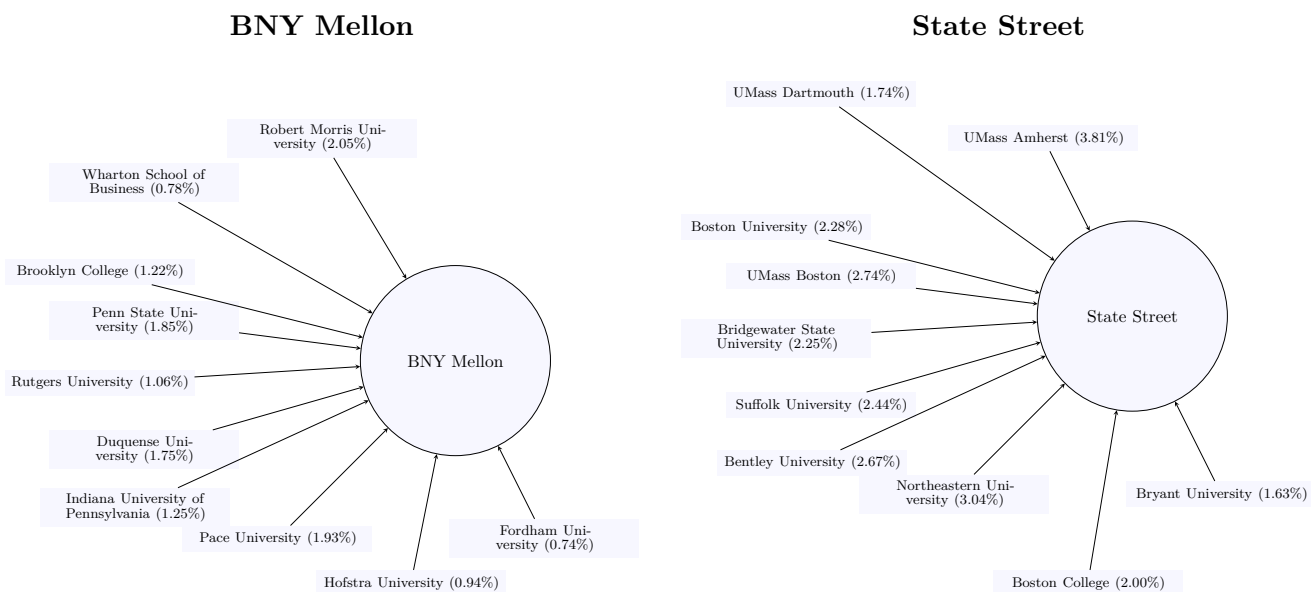 BNY Mellon
Robert Morris Uni-
versity (2.05%)
Wharton School of
Business (0.78%)
Brooklyn College (1.22%)
Penn State Uni-
versity (1.85%)
Rutgers University (1.06%)
Duquense Uni-
versity (1.75%)
Indiana University of
Pennsylvania (1.25%)
Pace University (1.93%)
Hofstra University (0.94%)
Fordham Uni-
versity (0.74%)
BNY Mellon
State Street
UMass Dartmouth (1.74%)
UMass Amherst (3.81%)
Boston University (2.28%)
UMass Boston (2.74%)
Bridgewater State
University (2.25%)
Suffolk University (2.44%)
Bentley University (2.67%)
Northeastern Uni-
versity (3.04%)
Boston College (2.00%)
Bryant University (1.63%)
State Street